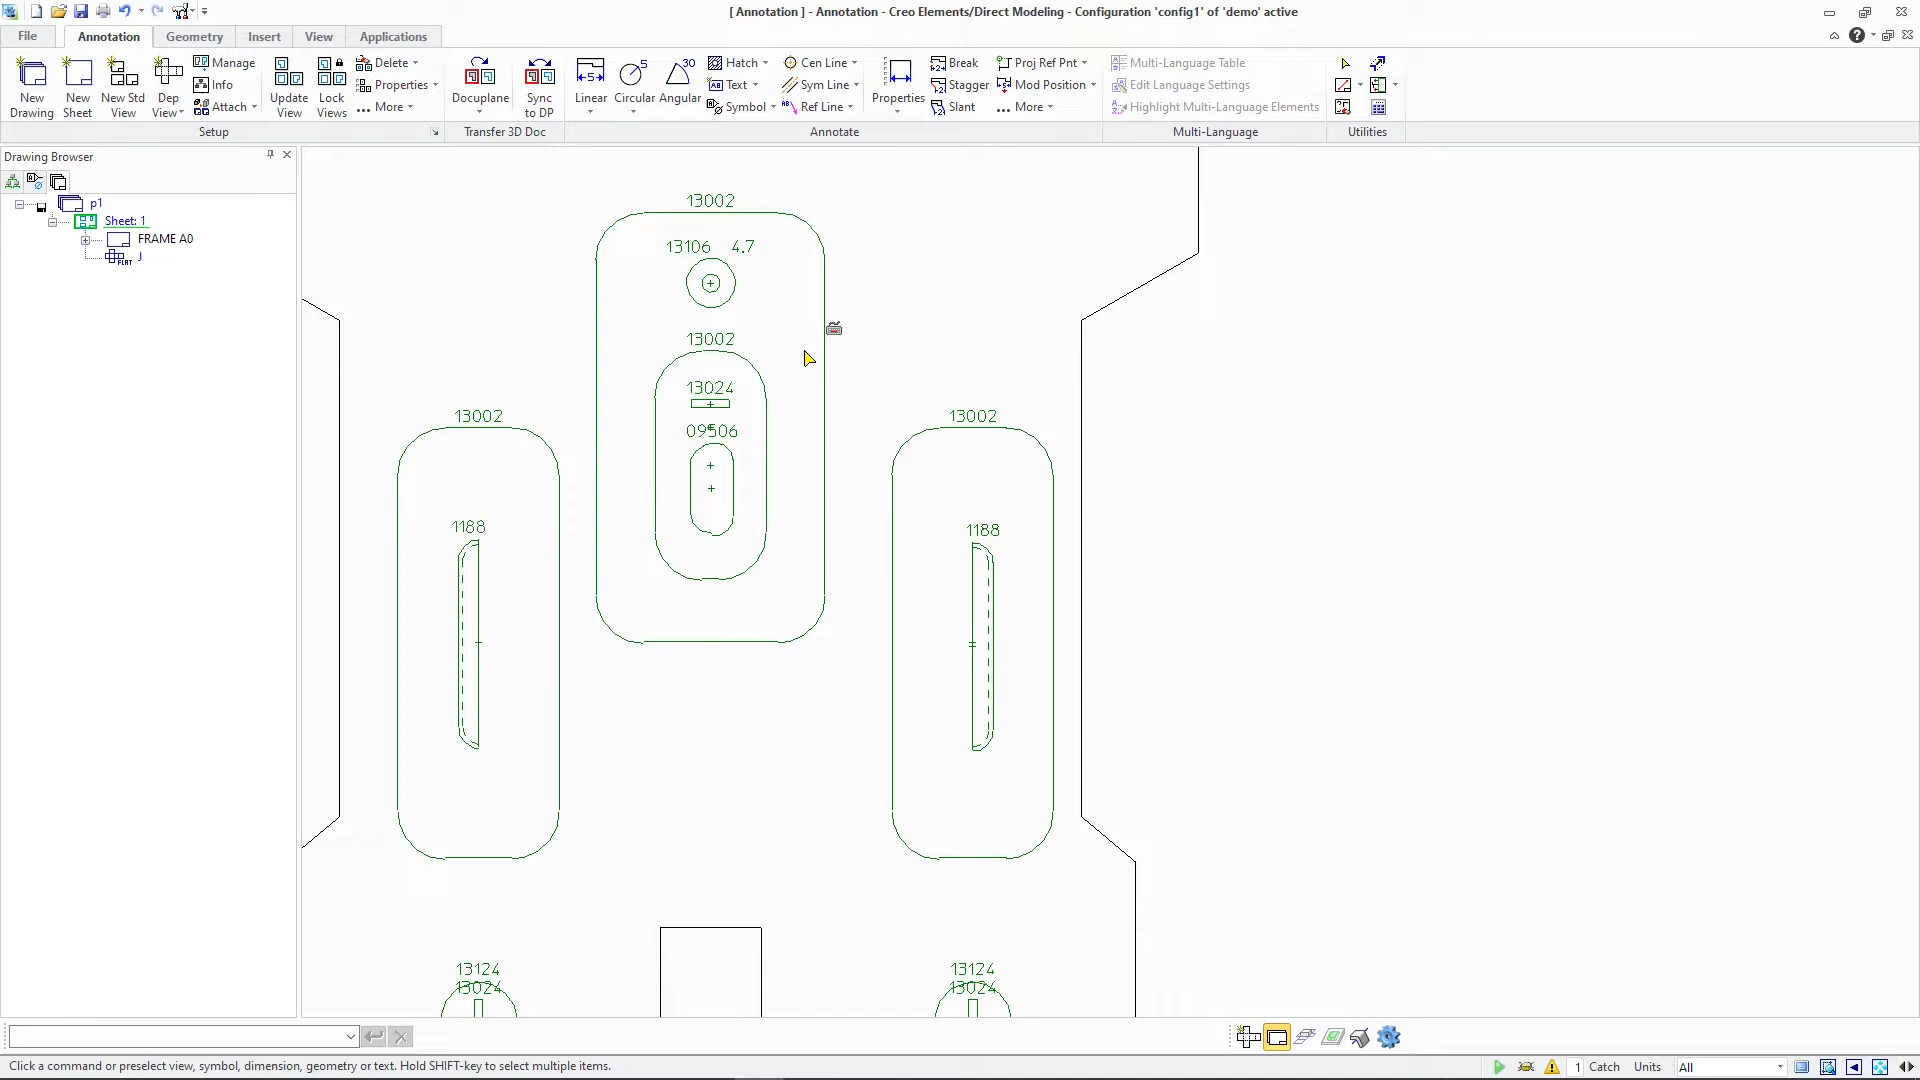 [ Annotation ] - Annotation - Creo Elements/Direct Modeling - Configuration 'config1' of 'demo' active
File Annotation Geometry Insert View Applications
New Drawing
New Sheet
New Std View
Dep View
Manage
Info
Attach
Update View
Lock Views
Delete
Properties
... More
Setup
Docuplane
Sync to DP
Transfer 3D Doc
5
Linear
5
Circular
30
Angular
Hatch
Text
Symbol
Cen Line
Sym Line
Ref Line
Properties
Break
Stagger
Slant
Proj Ref Pnt
Mod Position
... More
Annotate
Multi-Language Table
Edit Language Settings
Highlight Multi-Language Elements
Multi-Language
Utilities
Drawing Browser
p1
Sheet: 1
FRAME A0
FLAT J
13002
13106 4.7
13002
13024
09506
13002
13002
1188
1188
13124
13024
13124
13024
Click a command or preselect view, symbol, dimension, geometry or text. Hold SHIFT-key to select multiple items.
1 Catch Units All